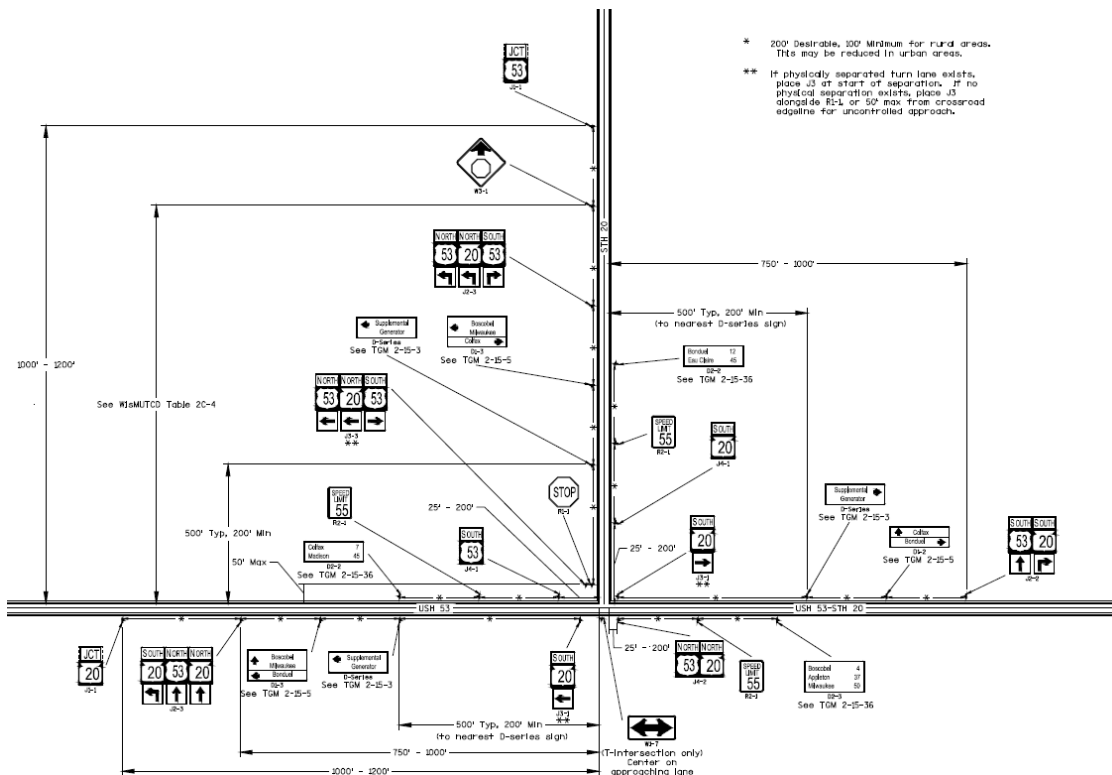 * 200' Desirable, 100' Minimum for rural areas.
This may be reduced in urban areas.
** If physically separated turn lane exists,
place J3 at start of separation. If no
physical separation exists, place J3
alongside R1-1, or 50' max from crossroad
edgeline for uncontrolled approach.
JCT
53
J1-1
W3-1
STH 20
NORTH NORTH SOUTH
53 20 53
J2-3
750' - 1000'
500' Typ, 200' Min
(to nearest D-series sign)
Supplemental
Generator
D-Series
See TGM 2-15-3
Boscobel
Milwaukee
Colfax
D1-3
See TGM 2-15-5
Bonduel 12
Eau Claire 45
D2-2
See TGM 2-15-36
1000' - 1200'
See WisMUTCD Table 2C-4
NORTH NORTH SOUTH
53 20 53
J3-3
**
SPEED
LIMIT
55
R2-1
SOUTH
20
J4-1
STOP
R1-1
25' - 200'
SPEED
LIMIT
55
R2-1
500' Typ, 200' Min
50' Max
Colfax 7
Madison 45
D2-2
See TGM 2-15-36
SOUTH
53
J4-1
SOUTH
20
J3-1
**
25' - 200'
Supplemental
Generator
D-Series
See TGM 2-15-3
Colfax
Bonduel
D1-2
See TGM 2-15-5
SOUTH NORTH
53 20
J2-2
USH 53
USH 53-STH 20
JCT
20
J1-1
SOUTH NORTH NORTH
20 53 20
J2-3
Boscobel
Milwaukee
Bonduel
D1-3
See TGM 2-15-5
Supplemental
Generator
D-Series
See TGM 2-15-3
SOUTH
20
J3-1
**
25' - 200'
NORTH NORTH
53 20
J4-2
SPEED
LIMIT
55
R2-1
Boscobel 4
Appleton 37
Milwaukee 59
D2-3
See TGM 2-15-36
500' Typ, 200' Min
(to nearest D-series sign)
750' - 1000'
1000' - 1200'
W1-7
(T-Intersection only)
Center on
approaching lane